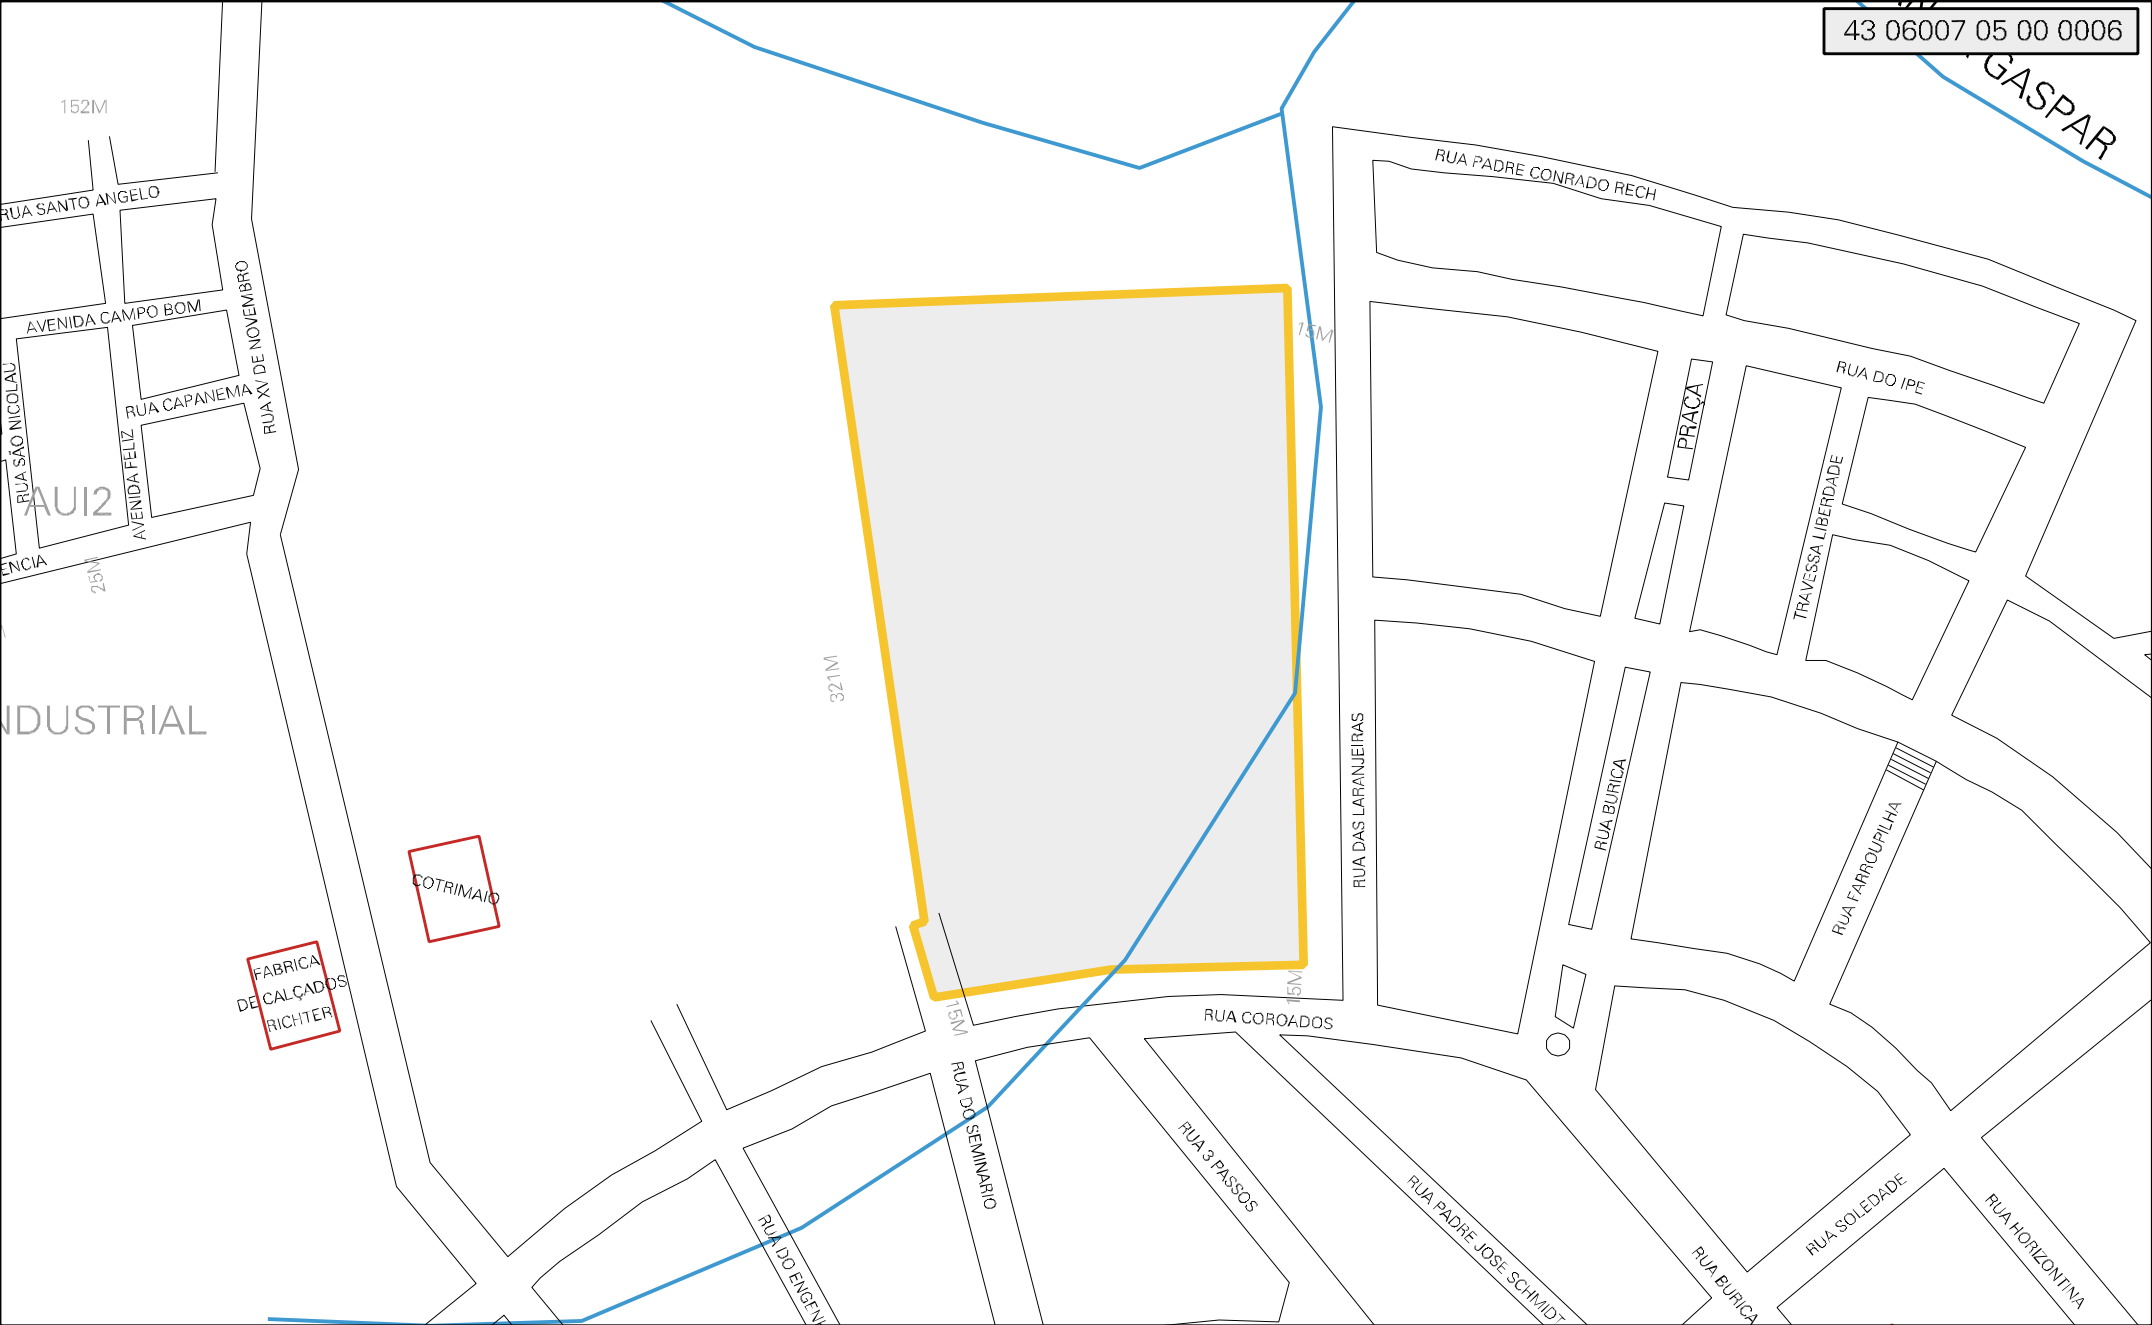 43 06007 05 00 0006
GASPAR
152M
RUA PADRE CONRADO RECH
RUA SANTO ANGELO
RUA XV DE NOVEMBRO
AVENIDA CAMPO BOM
15M
RUA DO IPE
RUA SÃO NICOLAU
RUA CAPANEMA
PRAÇA
AVENIDA FELIZ
AUI2
TRAVESSA LIBERDADE
ENCIA
25M
321M
NDUSTRIAL
RUA DAS LARANJEIRAS
RUA BURICA
RUA FARROUPILHA
COTRIMAIO
FABRICA
DE CALÇADOS
RICHTER
15M
15M
RUA COROADOS
RUA DO SEMINARIO
RUA 3 PASSOS
RUA PADRE JOSE SCHMIDT
RUA SOLEDADE
RUA HORIZONTINA
RUA DO ENGENH
RUA BURICA